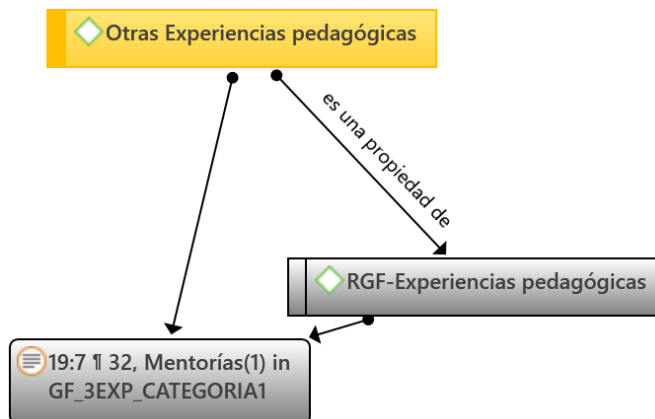 Otras Experiencias pedagógicas
es una propiedad de
RGF-Experiencias pedagógicas
19:7 ¶ 32, Mentorías(1) in
GF_3EXP_CATEGORIA1